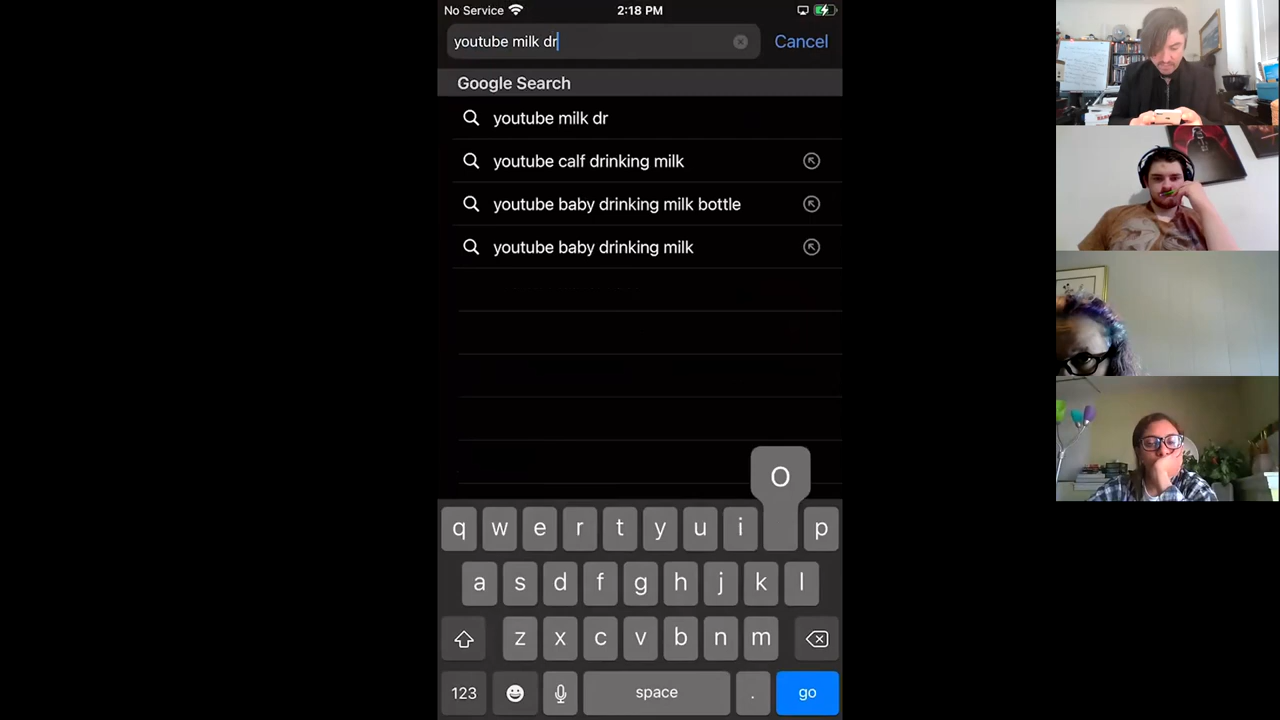 No Service 2:18 PM
youtube milk dr Cancel
Google Search
youtube milk dr
youtube calf drinking milk
youtube baby drinking milk bottle
youtube baby drinking milk
O
q w e r t y u i p
a s d f g h j k l
z x c v b n m
123 space . go